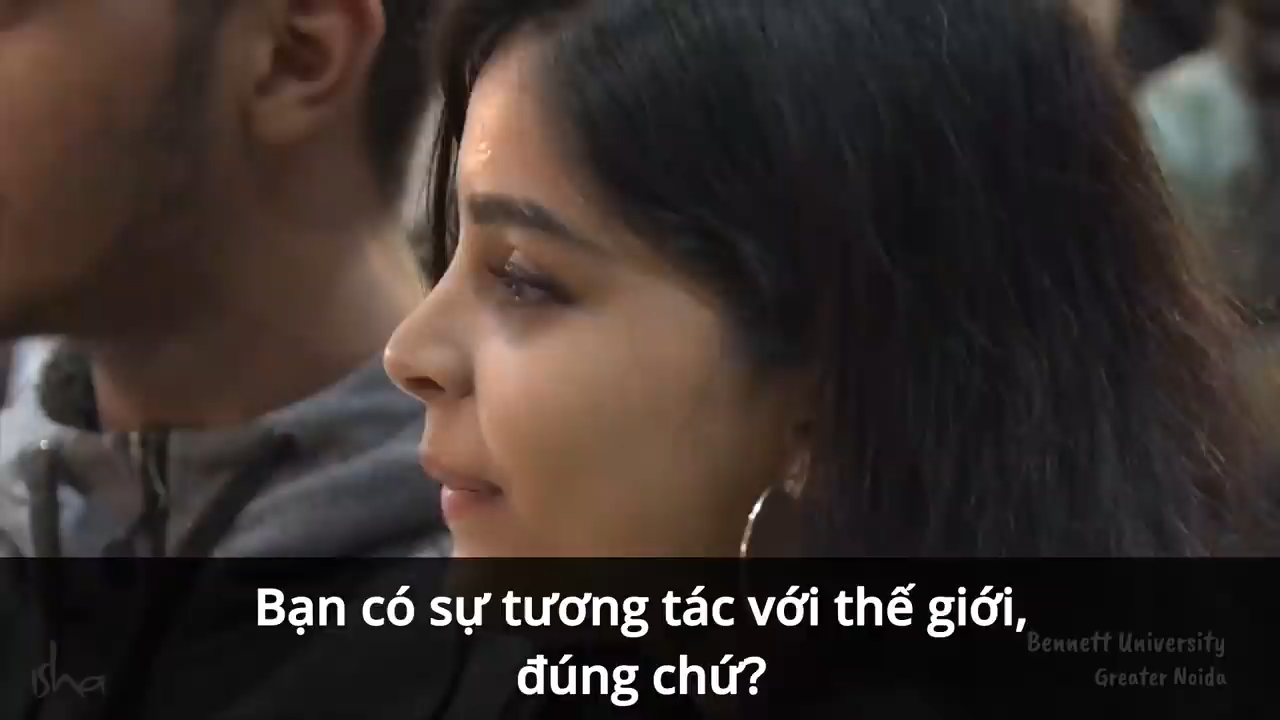 Bạn có sự tương tác với thế giới,
đúng chứ?
Bennett University
Greater Noida
isha